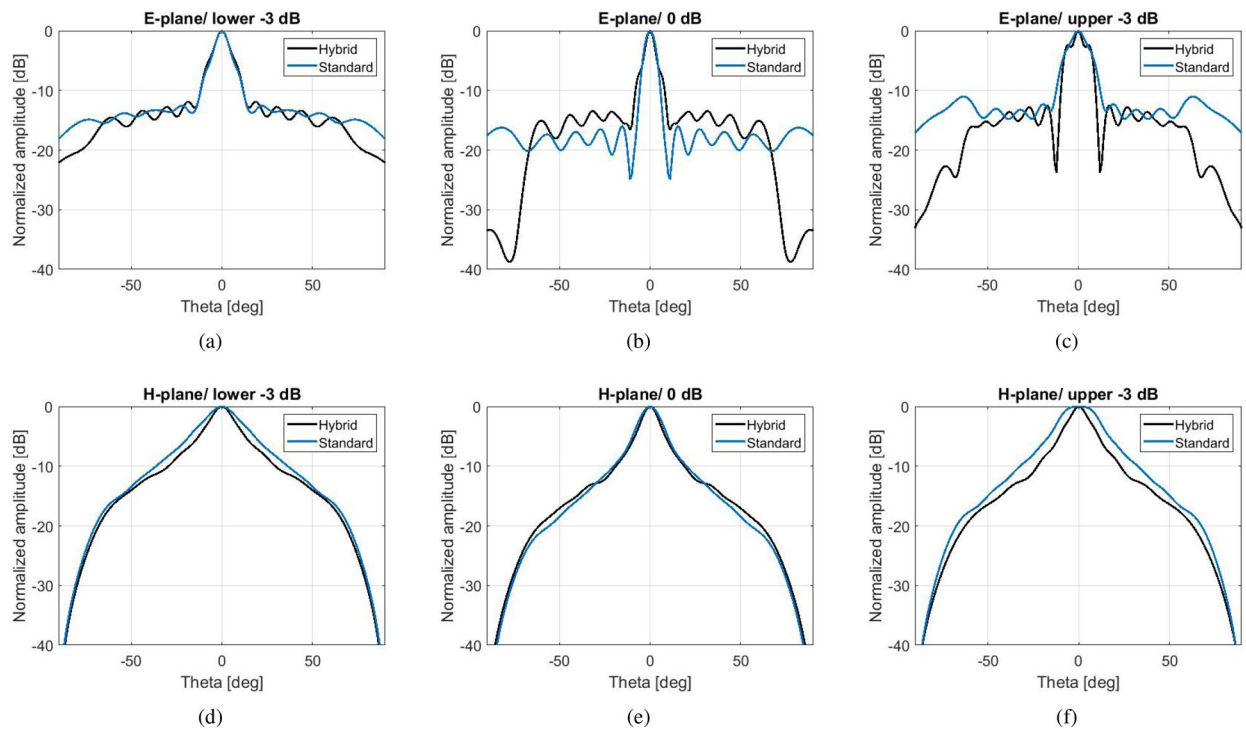 E-plane/ lower -3 dB
Normalized amplitude [dB]
0
-10
-20
-30
-40
Hybrid
Standard
-50
0
50
Theta [deg]
(a)
E-plane/ 0 dB
Normalized amplitude [dB]
0
-10
-20
-30
-40
Hybrid
Standard
-50
0
50
Theta [deg]
(b)
E-plane/ upper -3 dB
Normalized amplitude [dB]
0
-10
-20
-30
-40
Hybrid
Standard
-50
0
50
Theta [deg]
(c)
H-plane/ lower -3 dB
Normalized amplitude [dB]
0
-10
-20
-30
-40
Hybrid
Standard
-50
0
50
Theta [deg]
(d)
H-plane/ 0 dB
Normalized amplitude [dB]
0
-10
-20
-30
-40
Hybrid
Standard
-50
0
50
Theta [deg]
(e)
H-plane/ upper -3 dB
Normalized amplitude [dB]
0
-10
-20
-30
-40
Hybrid
Standard
-50
0
50
Theta [deg]
(f)